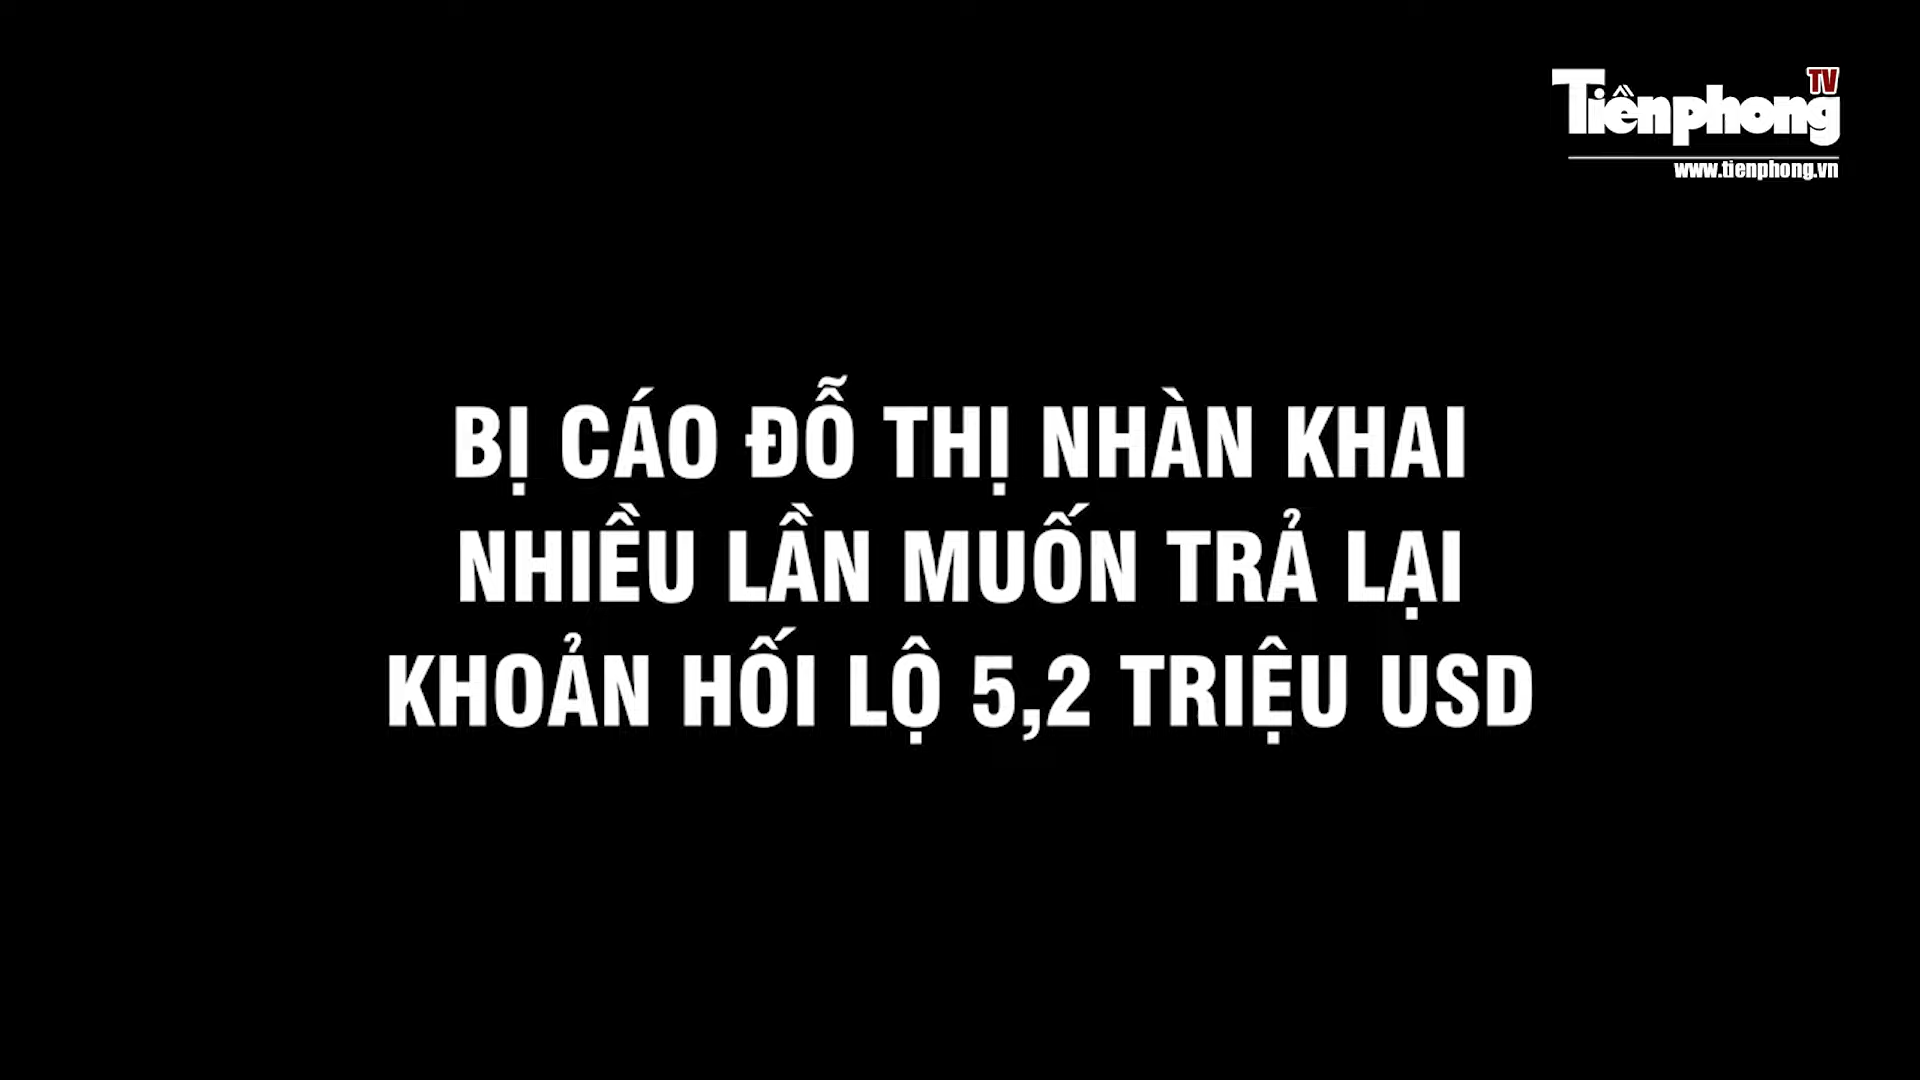 Tiềnphong TV
www.tienphong.vn
BỊ CÁO ĐỖ THỊ NHÀN KHAI
NHIỀU LẦN MUỐN TRẢ LẠI
KHOẢN HỐI LỘ 5,2 TRIỆU USD